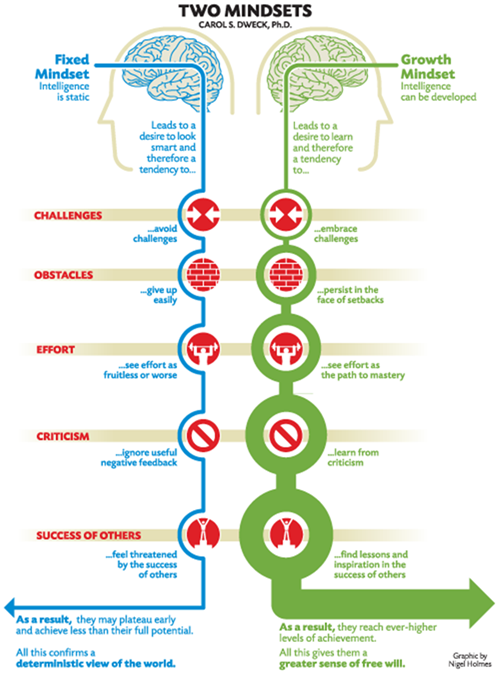 TWO MINDSETS
CAROL S. DWECK, Ph.D.
Fixed
Mindset
Intelligence
is static
Growth
Mindset
Intelligence
can be developed
Leads to a
desire to look
smart and
therefore a
tendency to...
Leads to a
desire to learn
and therefore
a tendency
to...
CHALLENGES
...avoid
challenges
...embrace
challenges
OBSTACLES
...give up
easily
...persist in the
face of setbacks
EFFORT
...see effort as
fruitless or worse
...see effort as
the path to mastery
CRITICISM
...ignore useful
negative feedback
...learn from
criticism
SUCCESS OF OTHERS
...feel threatened
by the success
of others
...find lessons and
inspiration in the
success of others
As a result, they may plateau early
and achieve less than their full potential.
All this confirms a
deterministic view of the world.
As a result, they reach ever-higher
levels of achievement.
All this gives them a
greater sense of free will.
Graphic by
Nigel Holmes